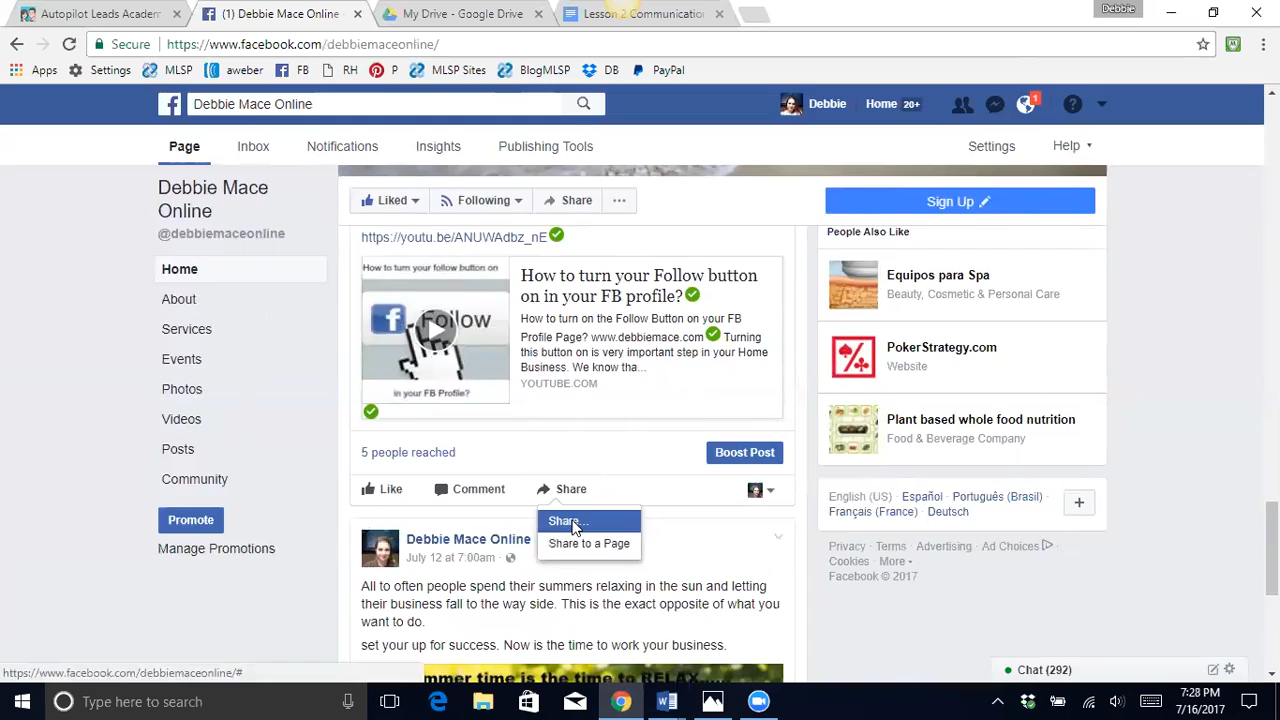 Autopilot Leads Academ
(1) Debbie Mace Online -
My Drive - Google Drive
Lesson 2 Communication
Debbie
Secure
https://www.facebook.com/debbiemaceonline/
Apps
Settings
MLSP
aweber
FB
RH
P
MLSP Sites
BlogMLSP
DB
PayPal
Debbie Mace Online
Debbie
Home 20+
1
Page
Inbox
Notifications
Insights
Publishing Tools
Settings
Help
Debbie Mace
Online
@debbiemaceonline
Home
About
Services
Events
Photos
Videos
Posts
Community
Promote
Manage Promotions
Liked
Following
Share
...
Sign Up
https://youtu.be/ANUWAdbz_nE
How to turn your follow button on
Follow
in your FB Profile?
How to turn your Follow button
on in your FB profile?
How to turn on the Follow Button on your FB
Profile Page? www.debbiemace.com Turning
this button on is very important step in your Home
Business. We know tha...
YOUTUBE.COM
5 people reached
Boost Post
Like
Comment
Share
Share...
Share to a Page
Debbie Mace Online
July 12 at 7:00am
All to often people spend their summers relaxing in the sun and letting
their business fall to the way side. This is the exact opposite of what you
want to do.
set your up for success. Now is the time to work your business.
mmer time is the time to RELAX....
People Also Like
Equipos para Spa
Beauty, Cosmetic & Personal Care
PokerStrategy.com
Website
Plant based whole food nutrition
Food & Beverage Company
English (US) · Español · Português (Brasil) ·
Français (France) · Deutsch
Privacy · Terms · Advertising · Ad Choices ·
Cookies · More
Facebook © 2017
Chat (292)
https://www.facebook.com/debbiemaceonline/#
Type here to search
7:28 PM
7/16/2017